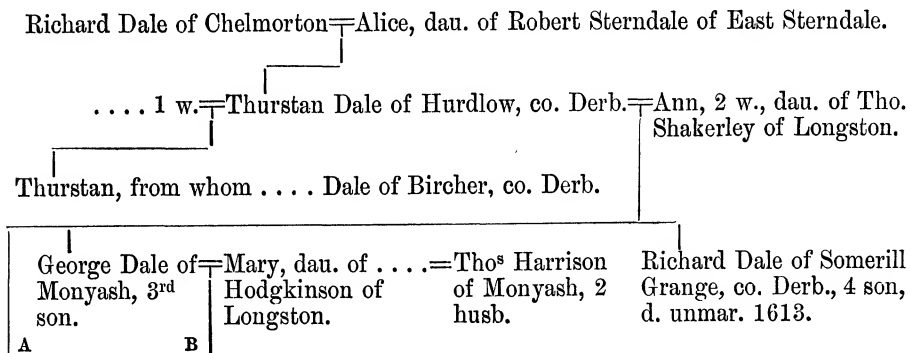 Richard Dale of Chelmorton=Alice, dau. of Robert Sterndale of East Sterndale.
.... 1 w.=Thurstan Dale of Hurdlow, co. Derb.=Ann, 2 w., dau. of Tho.
Shakerley of Longston.
Thurstan, from whom .... Dale of Bircher, co. Derb.
George Dale of=Mary, dau. of ....=Thoˢ Harrison Richard Dale of Somerill
Monyash, 3ʳᵈ Hodgkinson of of Monyash, 2 Grange, co. Derb., 4 son,
son. Longston. husb. d. unmar. 1613.
A B